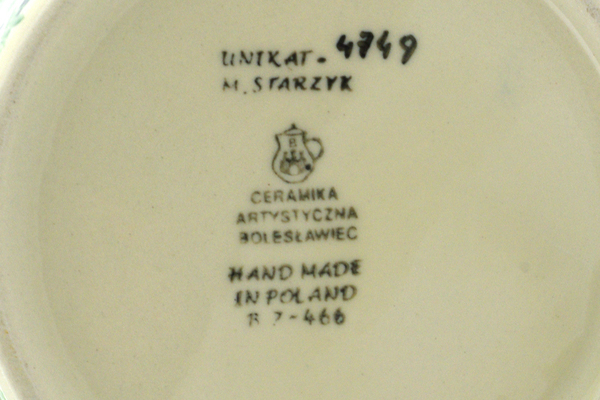 UNIKAT - 4749
M. STARZYK
B
CERAMIKA
ARTYSTYCZNA
BOLESŁAWIEC
HAND MADE
IN POLAND